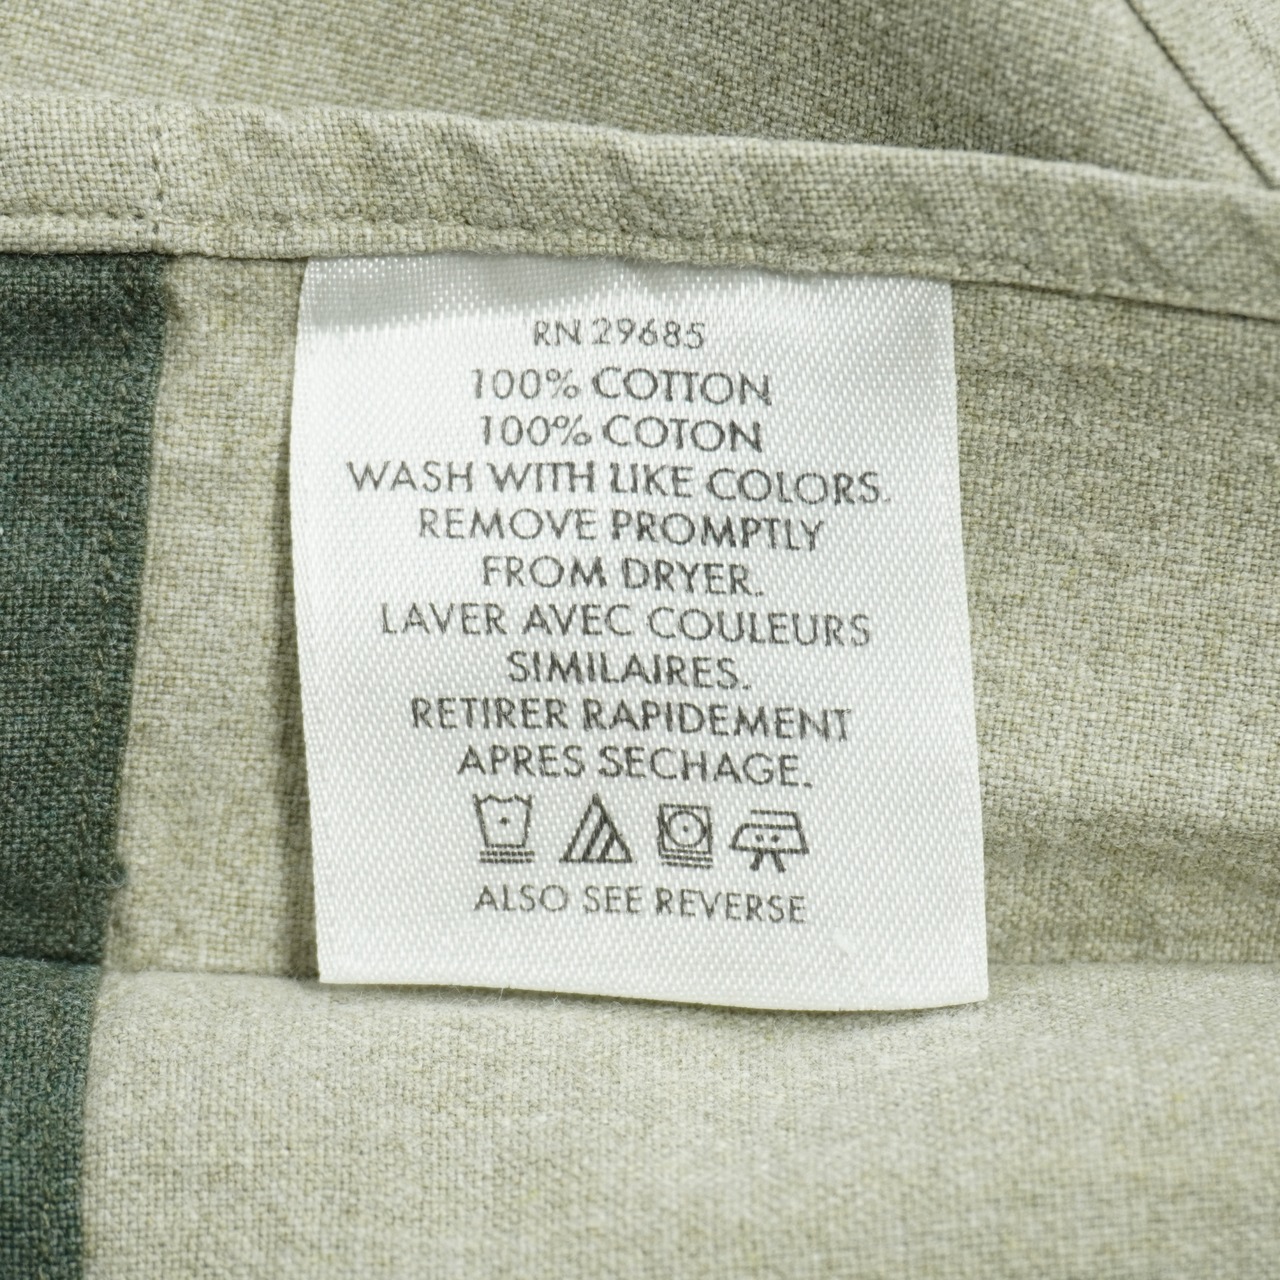 RN 29685
100% COTTON
100% COTON
WASH WITH LIKE COLORS.
REMOVE PROMPTLY
FROM DRYER.
LAVER AVEC COULEURS
SIMILAIRES.
RETIRER RAPIDEMENT
APRES SECHAGE.
ALSO SEE REVERSE